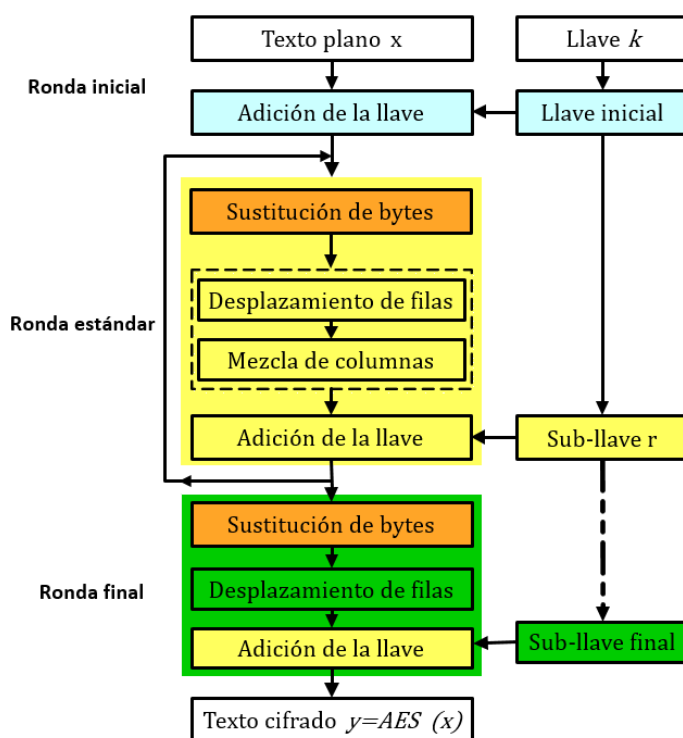 Texto plano x
Llave k
Ronda inicial
Adición de la llave
Llave inicial
Sustitución de bytes
Desplazamiento de filas
Ronda estándar
Mezcla de columnas
Adición de la llave
Sub-llave r
Sustitución de bytes
Ronda final
Desplazamiento de filas
Adición de la llave
Sub-llave final
Texto cifrado y=AES (x)